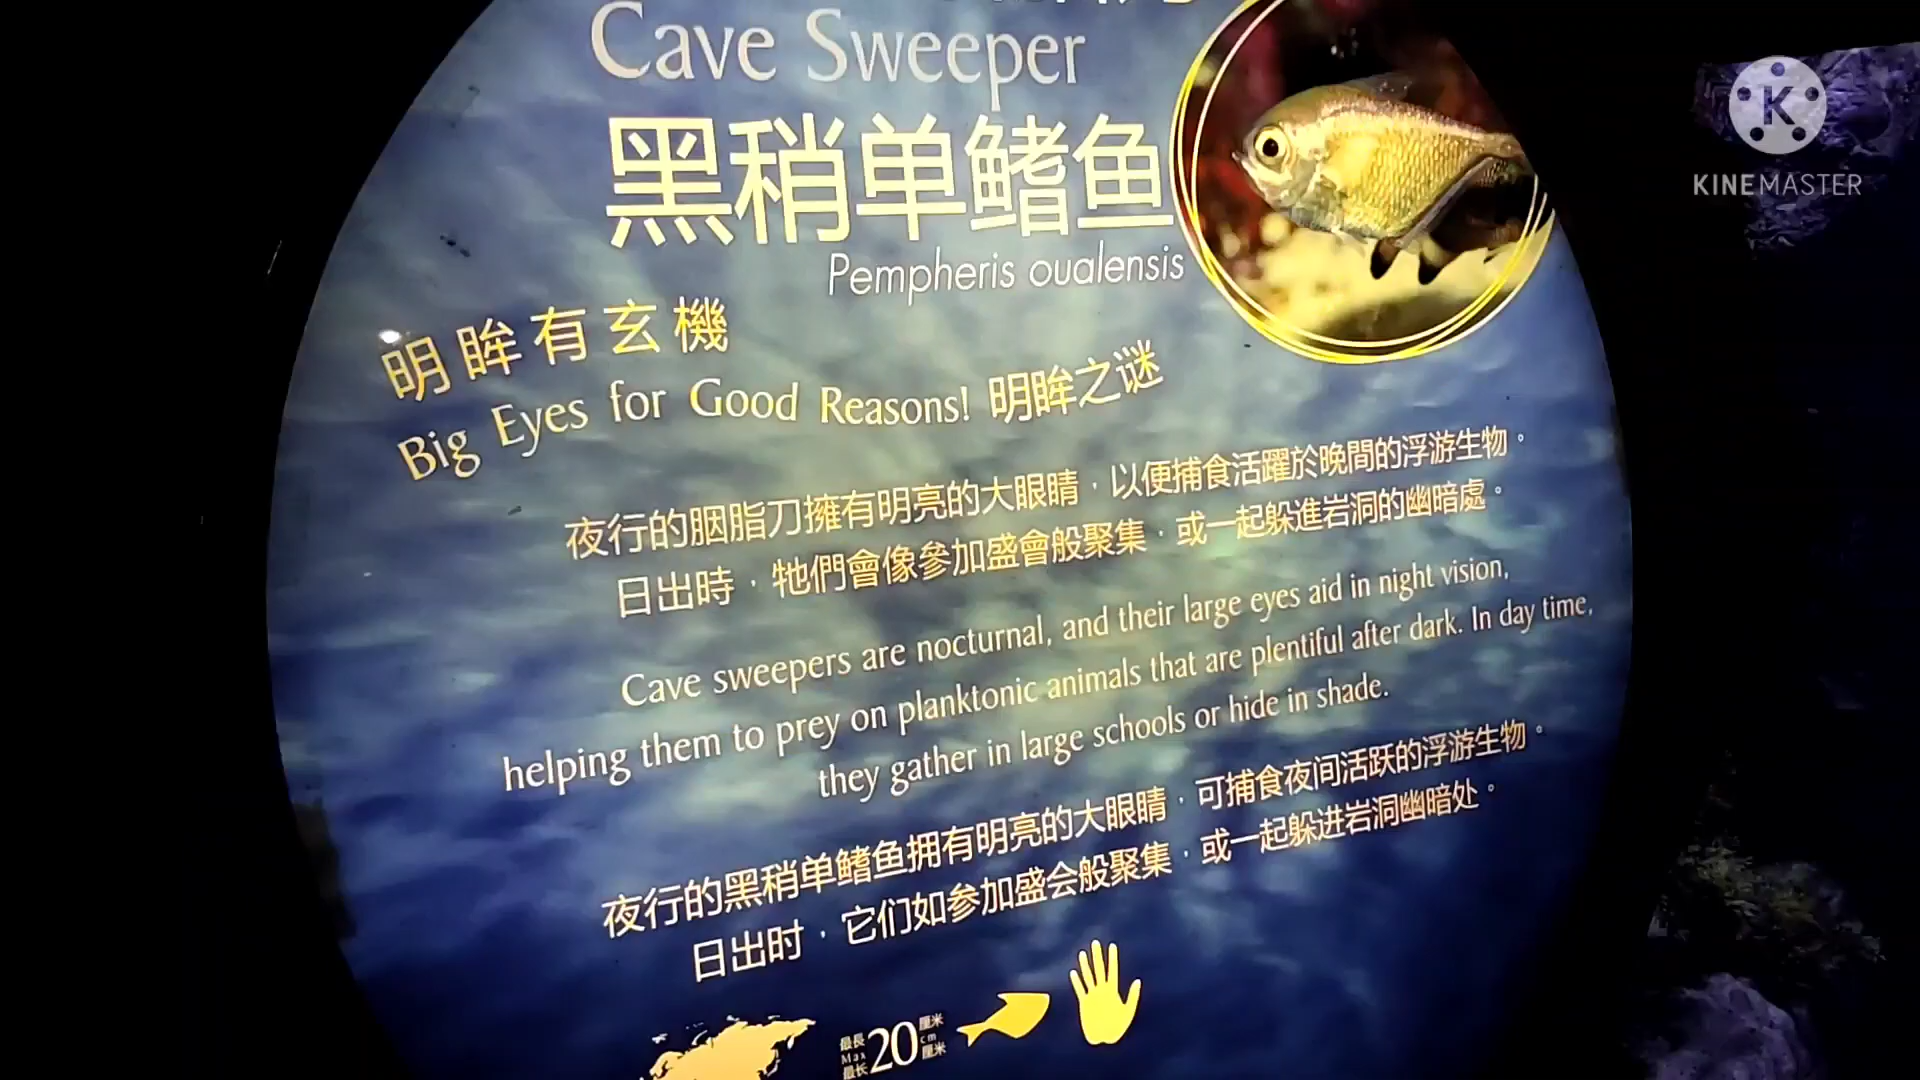 Cave Sweeper
黑稍单鳍鱼
Pempheris oualensis
明眸有玄機
Big Eyes for Good Reasons! 明眸之谜
夜行的胭脂刀擁有明亮的大眼睛，以便捕食活躍於晚間的浮游生物。
日出時，牠們會像參加盛會般聚集，或一起躲進岩洞的幽暗處。
Cave sweepers are nocturnal, and their large eyes aid in night vision,
helping them to prey on planktonic animals that are plentiful after dark. In day time,
they gather in large schools or hide in shade.
夜行的黑稍单鳍鱼拥有明亮的大眼睛，可捕食夜间活跃的浮游生物。
日出时，它们如参加盛会般聚集，或一起躲进岩洞幽暗处。
最長 Max 最长 20 厘米 cm 厘米
K
KINEMASTER